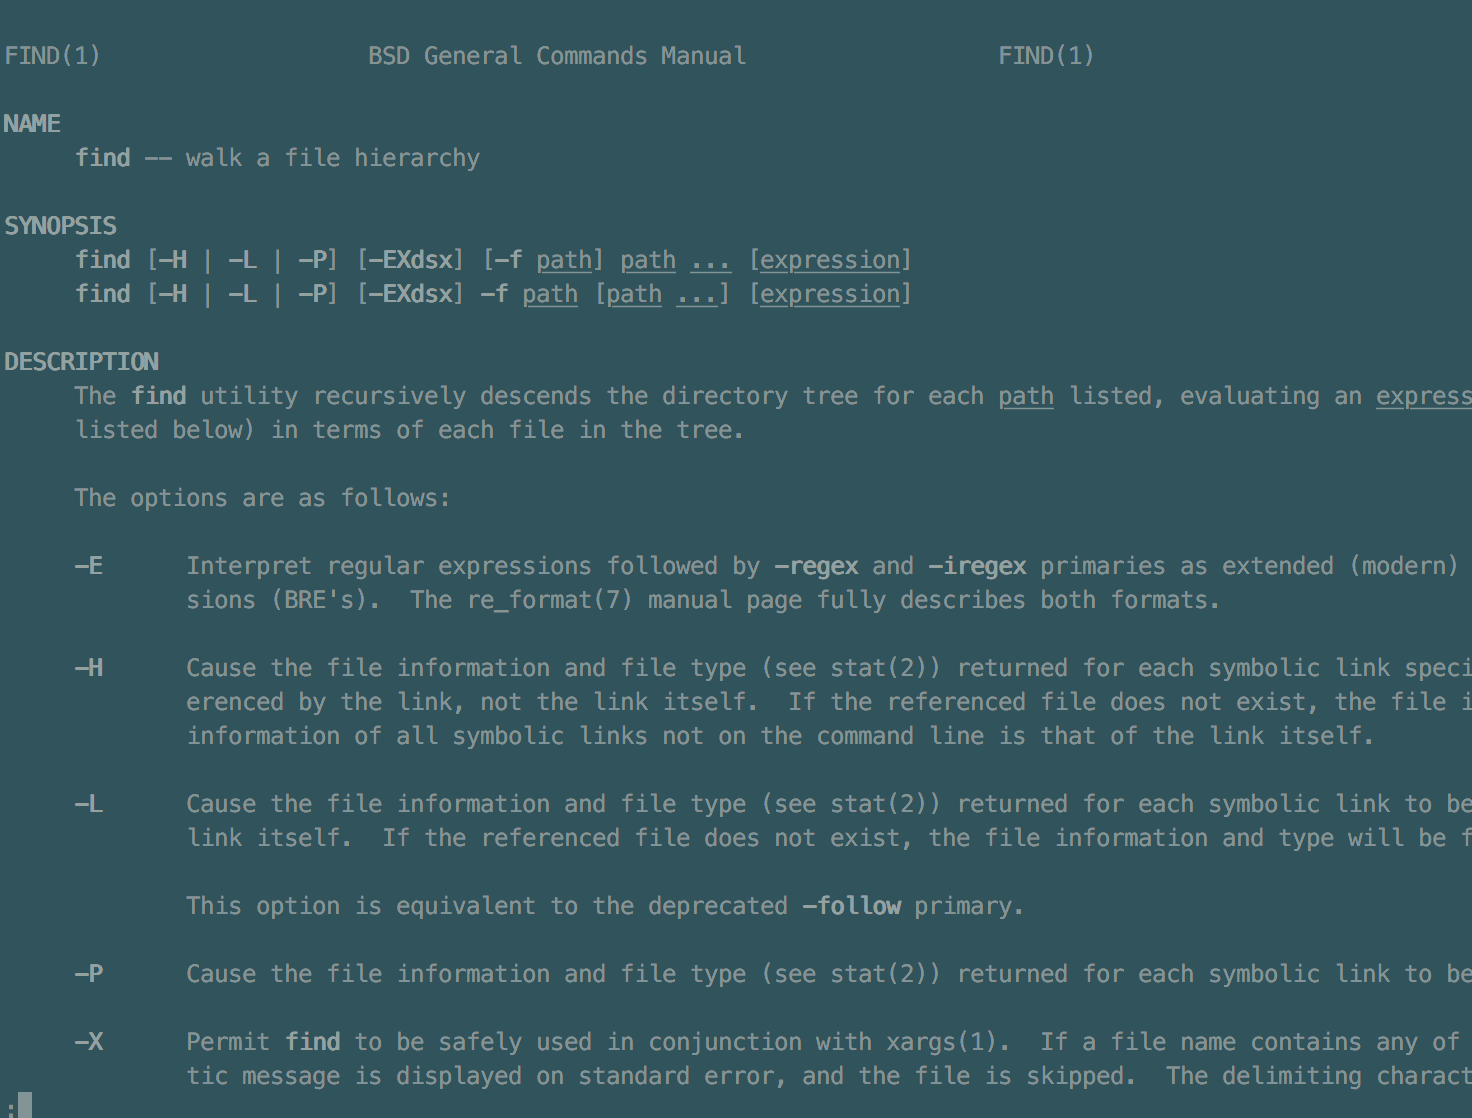 FIND(1)                   BSD General Commands Manual                  FIND(1)
NAME
find -- walk a file hierarchy
SYNOPSIS
find [-H | -L | -P] [-EXdsx] [-f path] path ... [expression]
find [-H | -L | -P] [-EXdsx] -f path [path ...] [expression]
DESCRIPTION
The find utility recursively descends the directory tree for each path listed, evaluating an express
listed below) in terms of each file in the tree.
The options are as follows:
-E      Interpret regular expressions followed by -regex and -iregex primaries as extended (modern)
sions (BRE's).  The re_format(7) manual page fully describes both formats.
-H      Cause the file information and file type (see stat(2)) returned for each symbolic link speci
erenced by the link, not the link itself.  If the referenced file does not exist, the file i
information of all symbolic links not on the command line is that of the link itself.
-L      Cause the file information and file type (see stat(2)) returned for each symbolic link to be
link itself.  If the referenced file does not exist, the file information and type will be f
This option is equivalent to the deprecated -follow primary.
-P      Cause the file information and file type (see stat(2)) returned for each symbolic link to be
-X      Permit find to be safely used in conjunction with xargs(1).  If a file name contains any of
tic message is displayed on standard error, and the file is skipped.  The delimiting charact
: